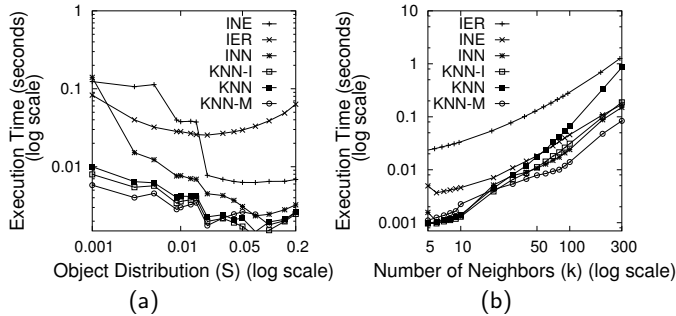 Execution Time (seconds)
(log scale)
1
0.1
0.01
INE
IER
INN
KNN-I
KNN
KNN-M
0.001 0.01 0.05 0.2
Object Distribution (S) (log scale)
(a)
Execution Time (seconds)
(log scale)
10
1
0.1
0.01
0.001
IER
INE
INN
KNN-I
KNN
KNN-M
5 10 50 100 300
Number of Neighbors (k) (log scale)
(b)